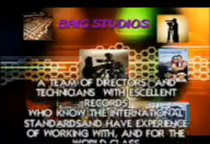 BMG STUDIOS
A TEAM OF DIRECTORS AND
TECHNICIANS WITH ESCELLENT
RECORDS
WHO KNOW THE INTERNATIONAL
STANDARDSAND HAVE EXPERIENCE
OF WORKING WITH, AND FOR THE
WORLD CLASS